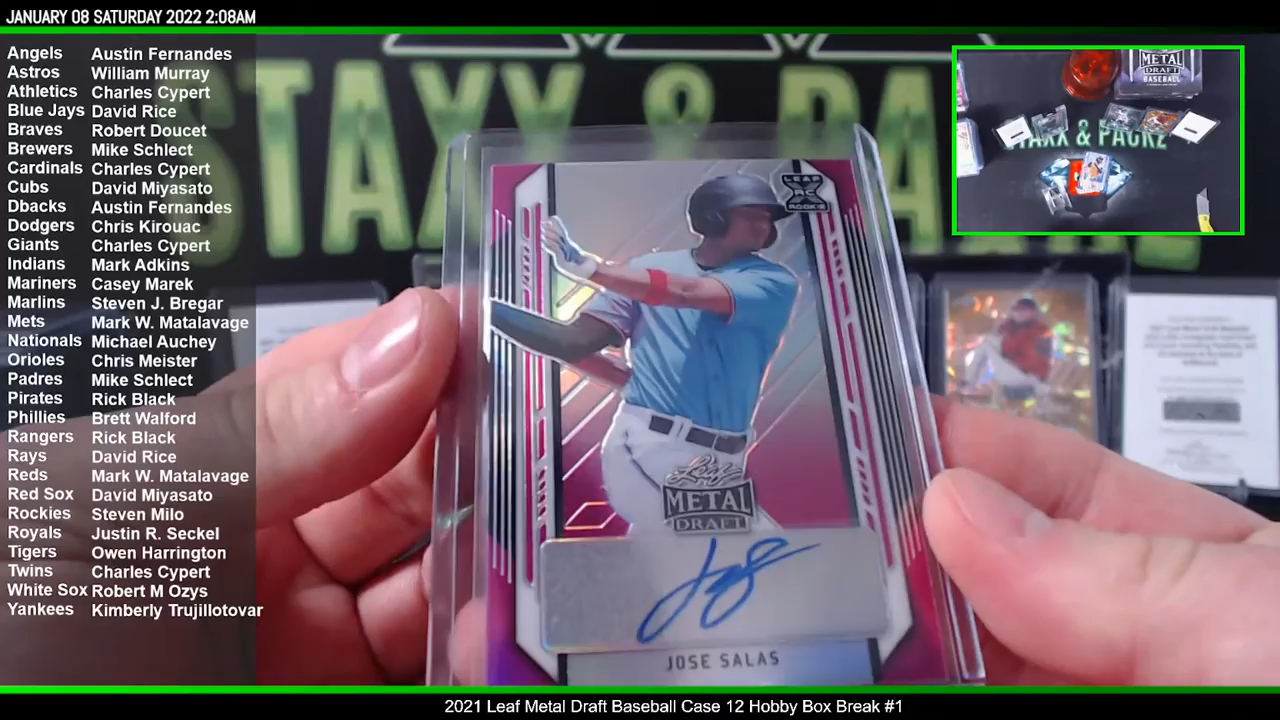 JANUARY 08 SATURDAY 2022 2:08AM
Angels Austin Fernandes
Astros William Murray
Athletics Charles Cypert
Blue Jays David Rice
Braves Robert Doucet
Brewers Mike Schlect
Cardinals Charles Cypert
Cubs David Miyasato
Dbacks Austin Fernandes
Dodgers Chris Kirouac
Giants Charles Cypert
Indians Mark Adkins
Mariners Casey Marek
Marlins Steven J. Bregar
Mets Mark W. Matalavage
Nationals Michael Auchey
Orioles Chris Meister
Padres Mike Schlect
Pirates Rick Black
Phillies Brett Walford
Rangers Rick Black
Rays David Rice
Reds Mark W. Matalavage
Red Sox David Miyasato
Rockies Steven Milo
Royals Justin R. Seckel
Tigers Owen Harrington
Twins Charles Cypert
White Sox Robert M Ozys
Yankees Kimberly Trujillotovar
STAXX & PACKZ
METAL
DRAFT
BASEBALL
TAXX & PACKZ
LEAF
RC
ROOKIE
Leaf
METAL
DRAFT
JOSE SALAS
2021 Leaf Metal Draft Baseball Case 12 Hobby Box Break #1